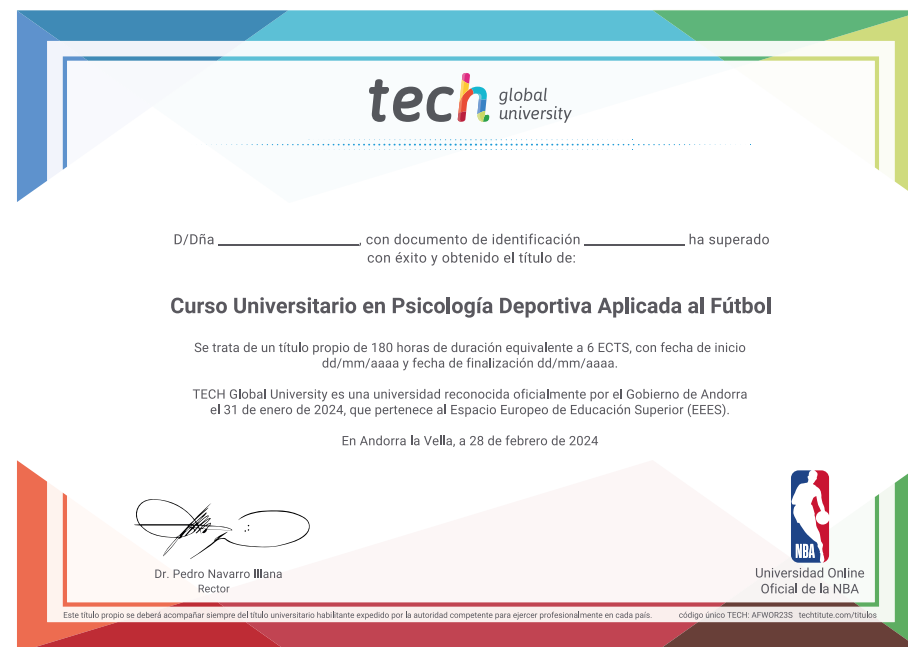 tech global
university
D/Dña ____________________, con documento de identificación ______________ ha superado
con éxito y obtenido el título de:
Curso Universitario en Psicología Deportiva Aplicada al Fútbol
Se trata de un título propio de 180 horas de duración equivalente a 6 ECTS, con fecha de inicio
dd/mm/aaaa y fecha de finalización dd/mm/aaaa.
TECH Global University es una universidad reconocida oficialmente por el Gobierno de Andorra
el 31 de enero de 2024, que pertenece al Espacio Europeo de Educación Superior (EEES).
En Andorra la Vella, a 28 de febrero de 2024
Dr. Pedro Navarro Illana
Rector
NBA
Universidad Online
Oficial de la NBA
Este título propio se deberá acompañar siempre del título universitario habilitante expedido por la autoridad competente para ejercer profesionalmente en cada país. código único TECH: AFWOR23S techtitute.com/titulos